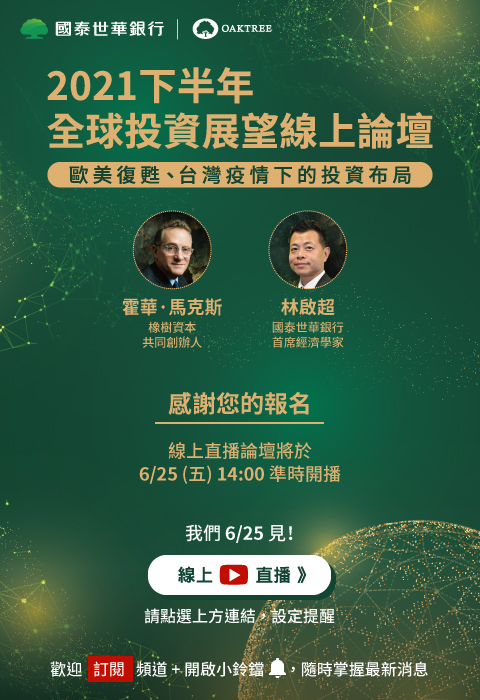 國泰世華銀行 OAKTREE
2021下半年
全球投資展望線上論壇
歐美復甦、台灣疫情下的投資布局
霍華·馬克斯
橡樹資本
共同創辦人
林啟超
國泰世華銀行
首席經濟學家
感謝您的報名
線上直播論壇將於
6/25 (五) 14:00 準時開播
我們 6/25 見!
線上 直播 》
請點選上方連結，設定提醒
歡迎 訂閱 頻道 + 開啟小鈴鐺 ，隨時掌握最新消息